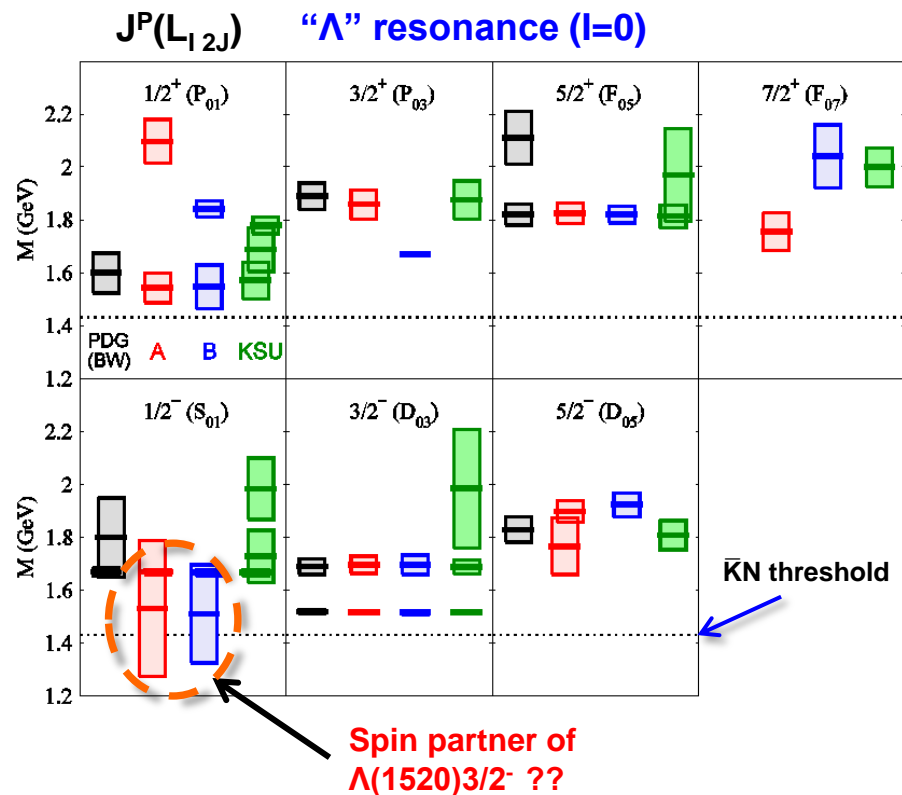 J^P(L_{I 2J}) “Λ” resonance (I=0)
1/2⁺ (P₀₁) 3/2⁺ (P₀₃) 5/2⁺ (F₀₅) 7/2⁺ (F₀₇)
M (GeV)
2.2
2
1.8
1.6
1.4
1.2
PDG
(BW)
A
B
KSU
1/2⁻ (S₀₁) 3/2⁻ (D₀₃) 5/2⁻ (D₀₅)
M (GeV)
2.2
2
1.8
1.6
1.4
1.2
K̅N threshold
Spin partner of
Λ(1520)3/2⁻ ??